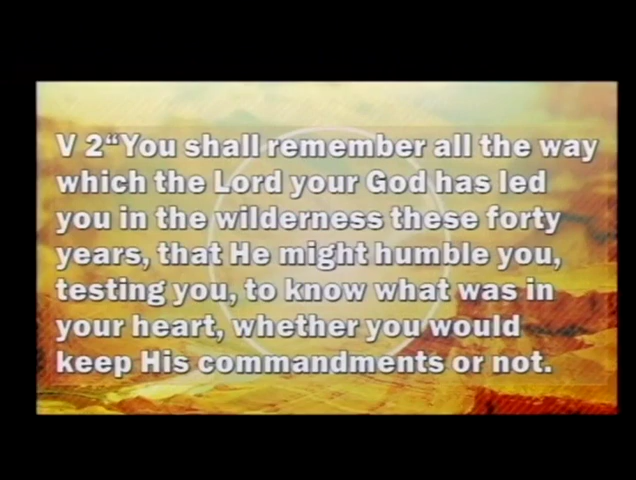 V 2“You shall remember all the way
which the Lord your God has led
you in the wilderness these forty
years, that He might humble you,
testing you, to know what was in
your heart, whether you would
keep His commandments or not.